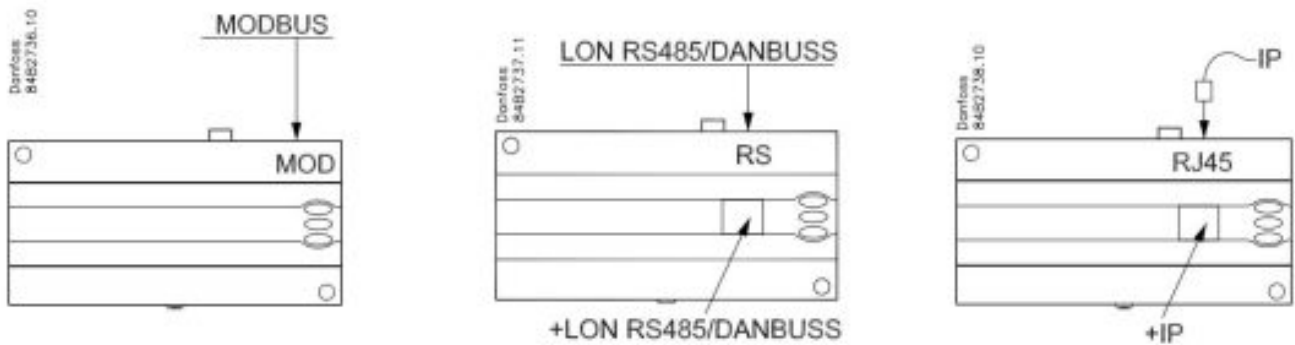 Danfoss
84B2736.10
MODBUS
MOD
Danfoss
84B2737.11
LON RS485/DANBUSS
RS
+LON RS485/DANBUSS
Danfoss
84B2738.10
IP
RJ45
+IP